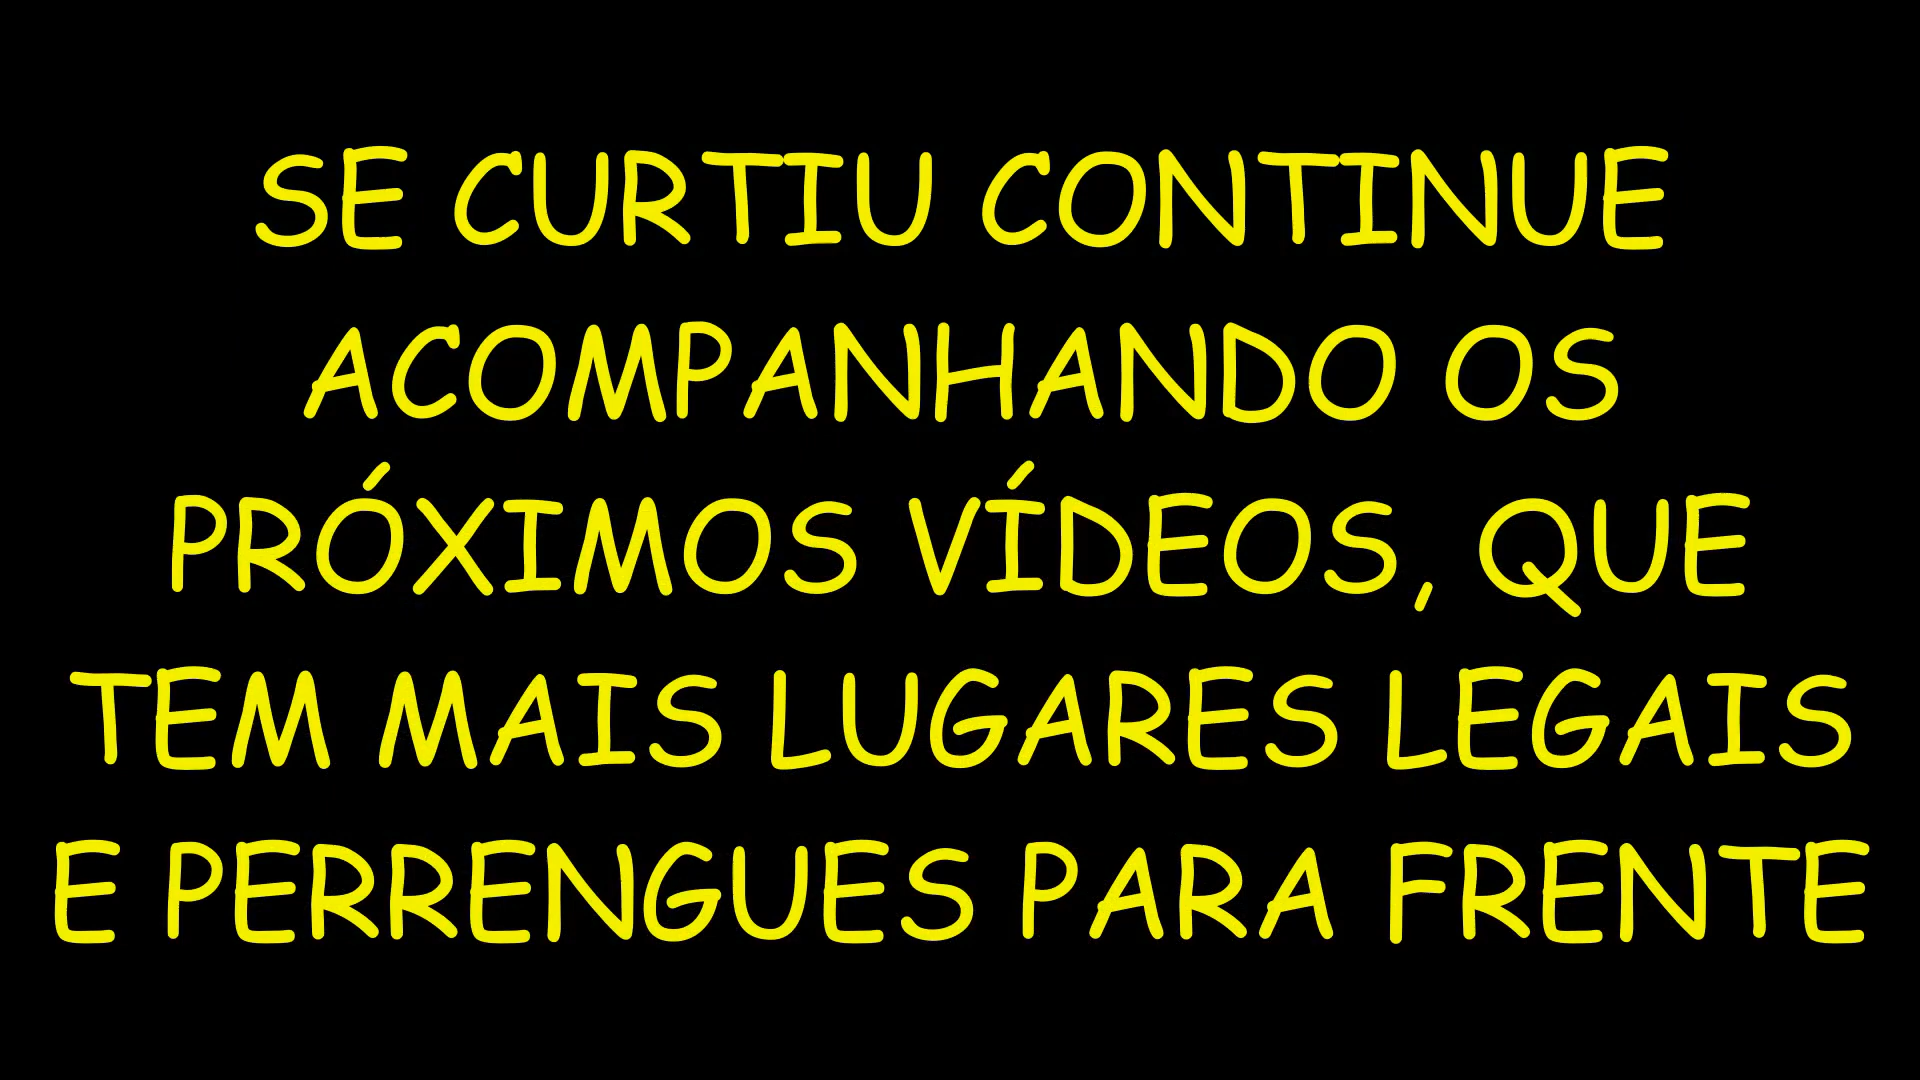 SE CURTIU CONTINUE
ACOMPANHANDO OS
PRÓXIMOS VÍDEOS, QUE
TEM MAIS LUGARES LEGAIS
E PERRENGUES PARA FRENTE